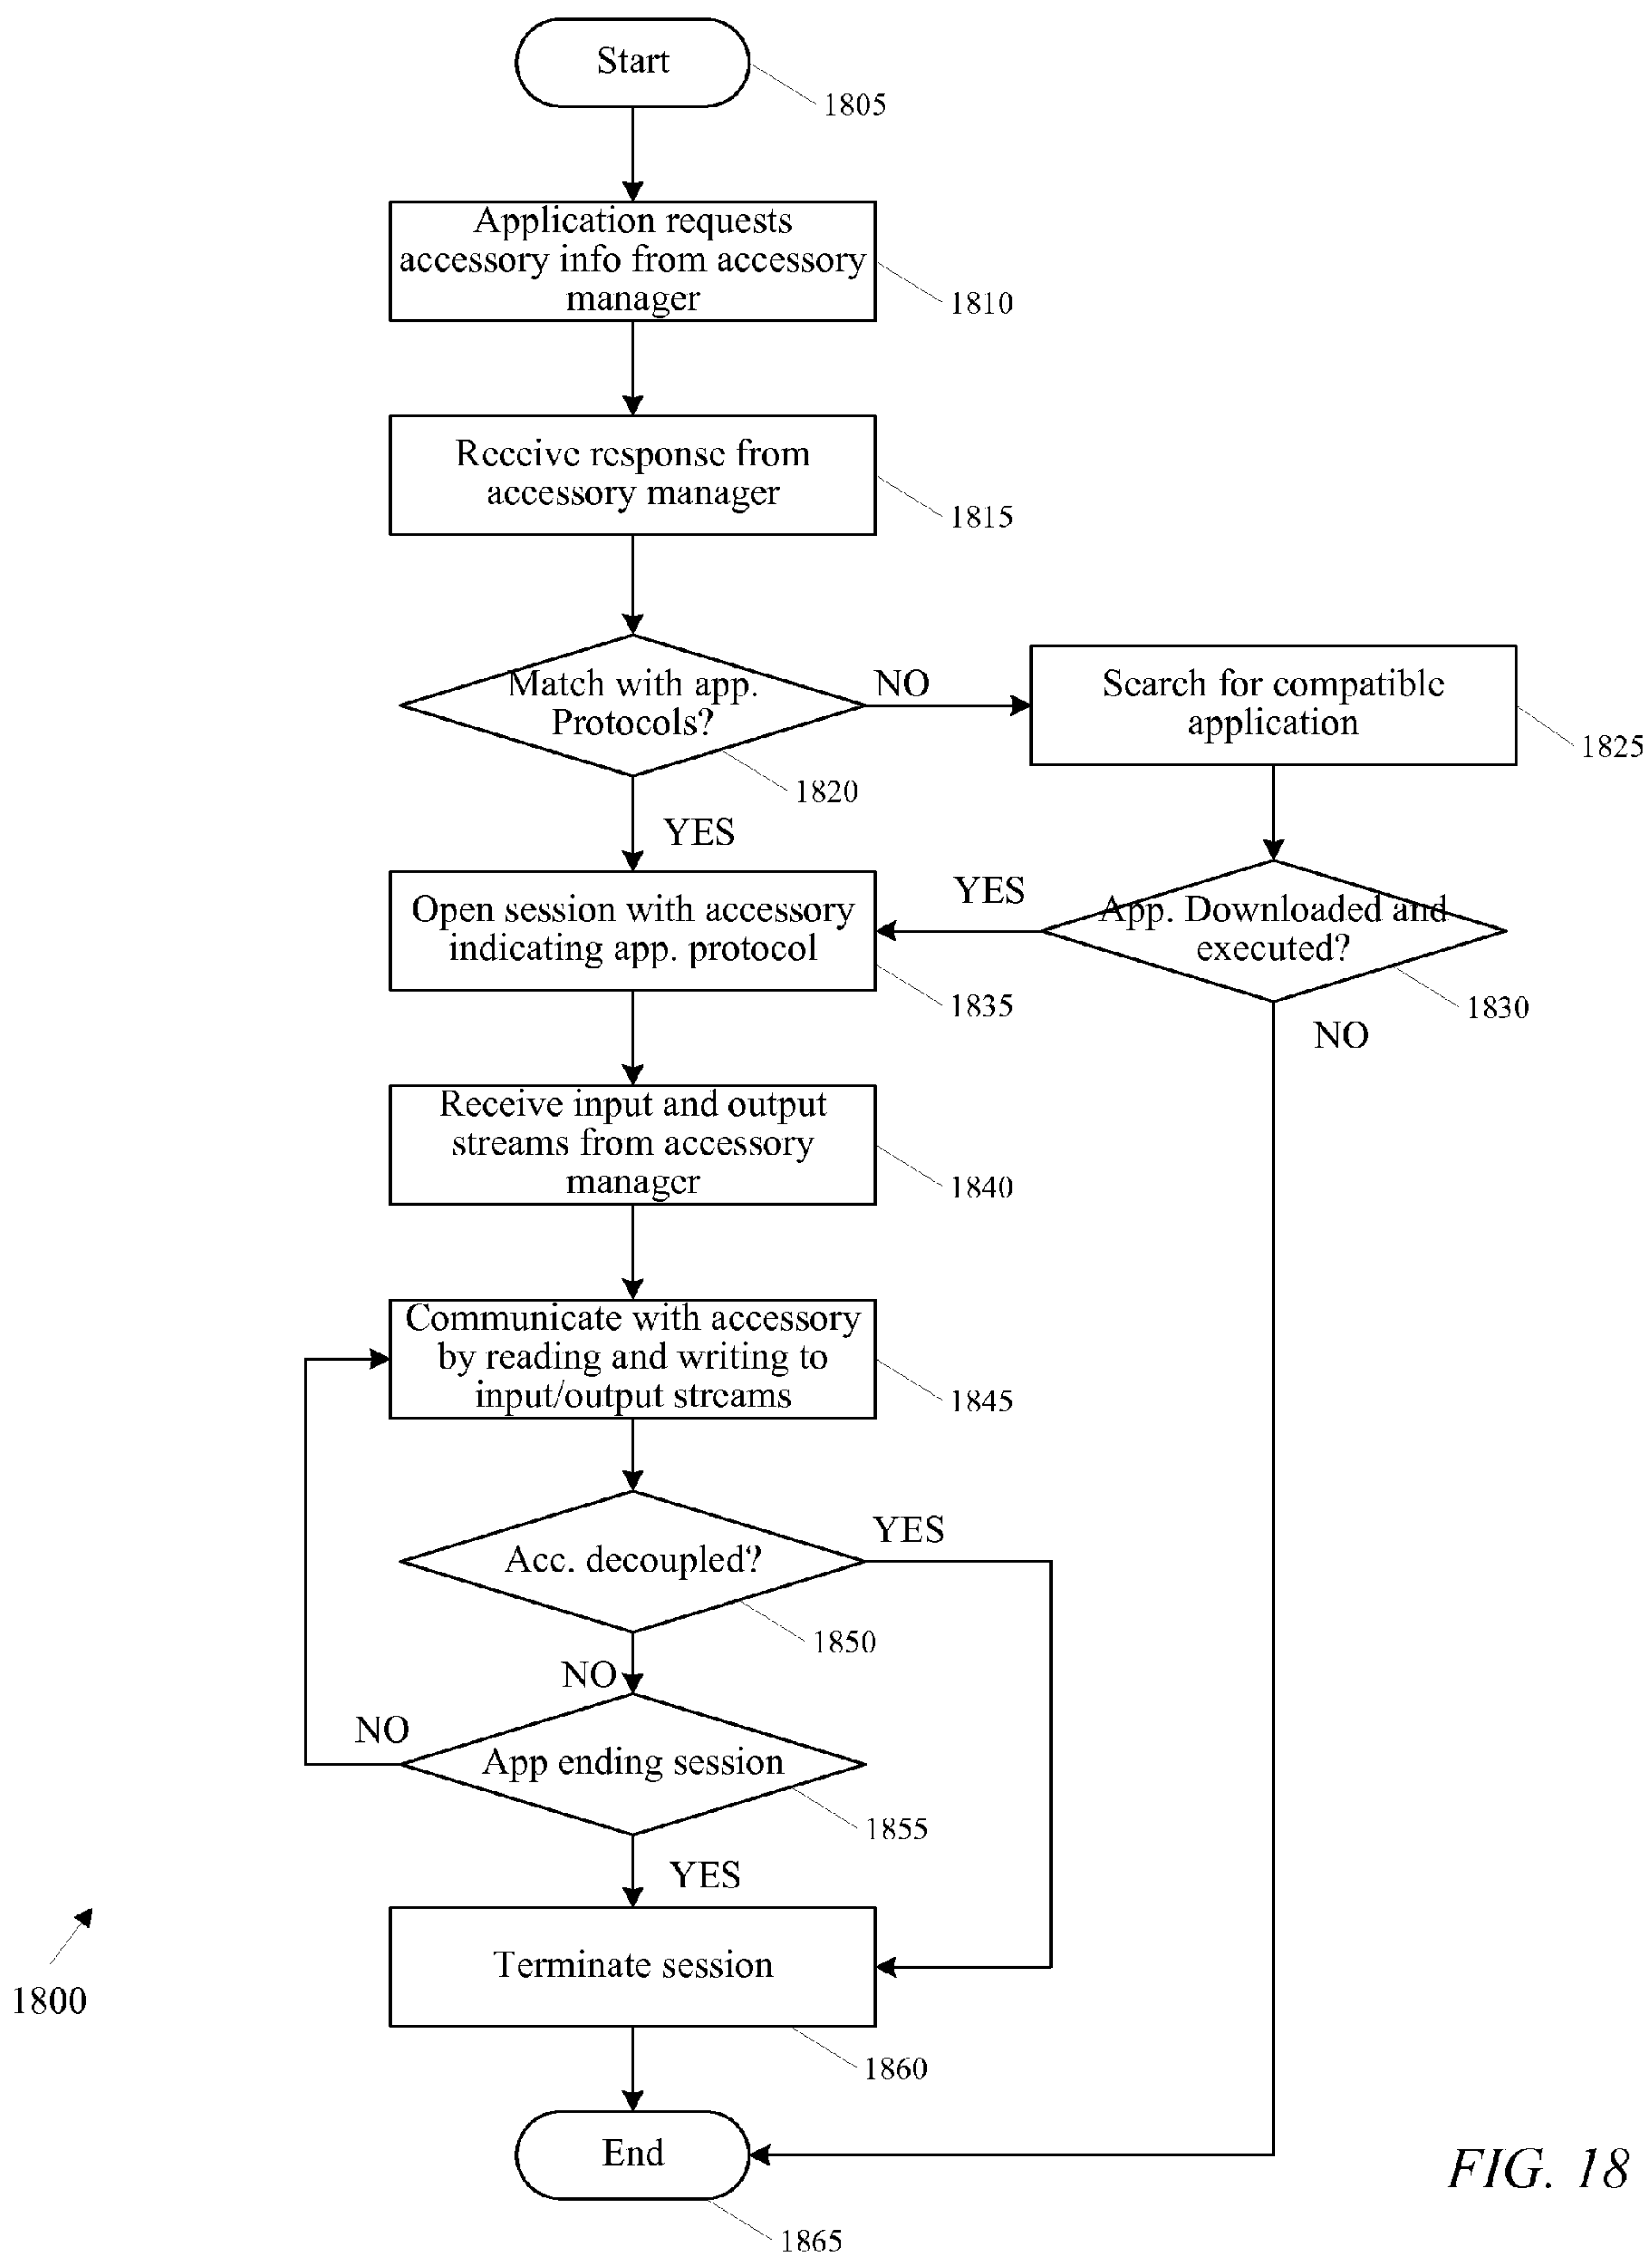 Start
1805
Application requests
accessory info from accessory
manager
1810
Receive response from
accessory manager
1815
Match with app.
Protocols?
1820
NO
Search for compatible
application
1825
YES
Open session with accessory
indicating app. protocol
1835
YES
App. Downloaded and
executed?
1830
NO
Receive input and output
streams from accessory
manager
1840
Communicate with accessory
by reading and writing to
input/output streams
1845
Acc. decoupled?
YES
1850
NO
App ending session
NO
1855
YES
Terminate session
1860
1800
End
1865
FIG. 18